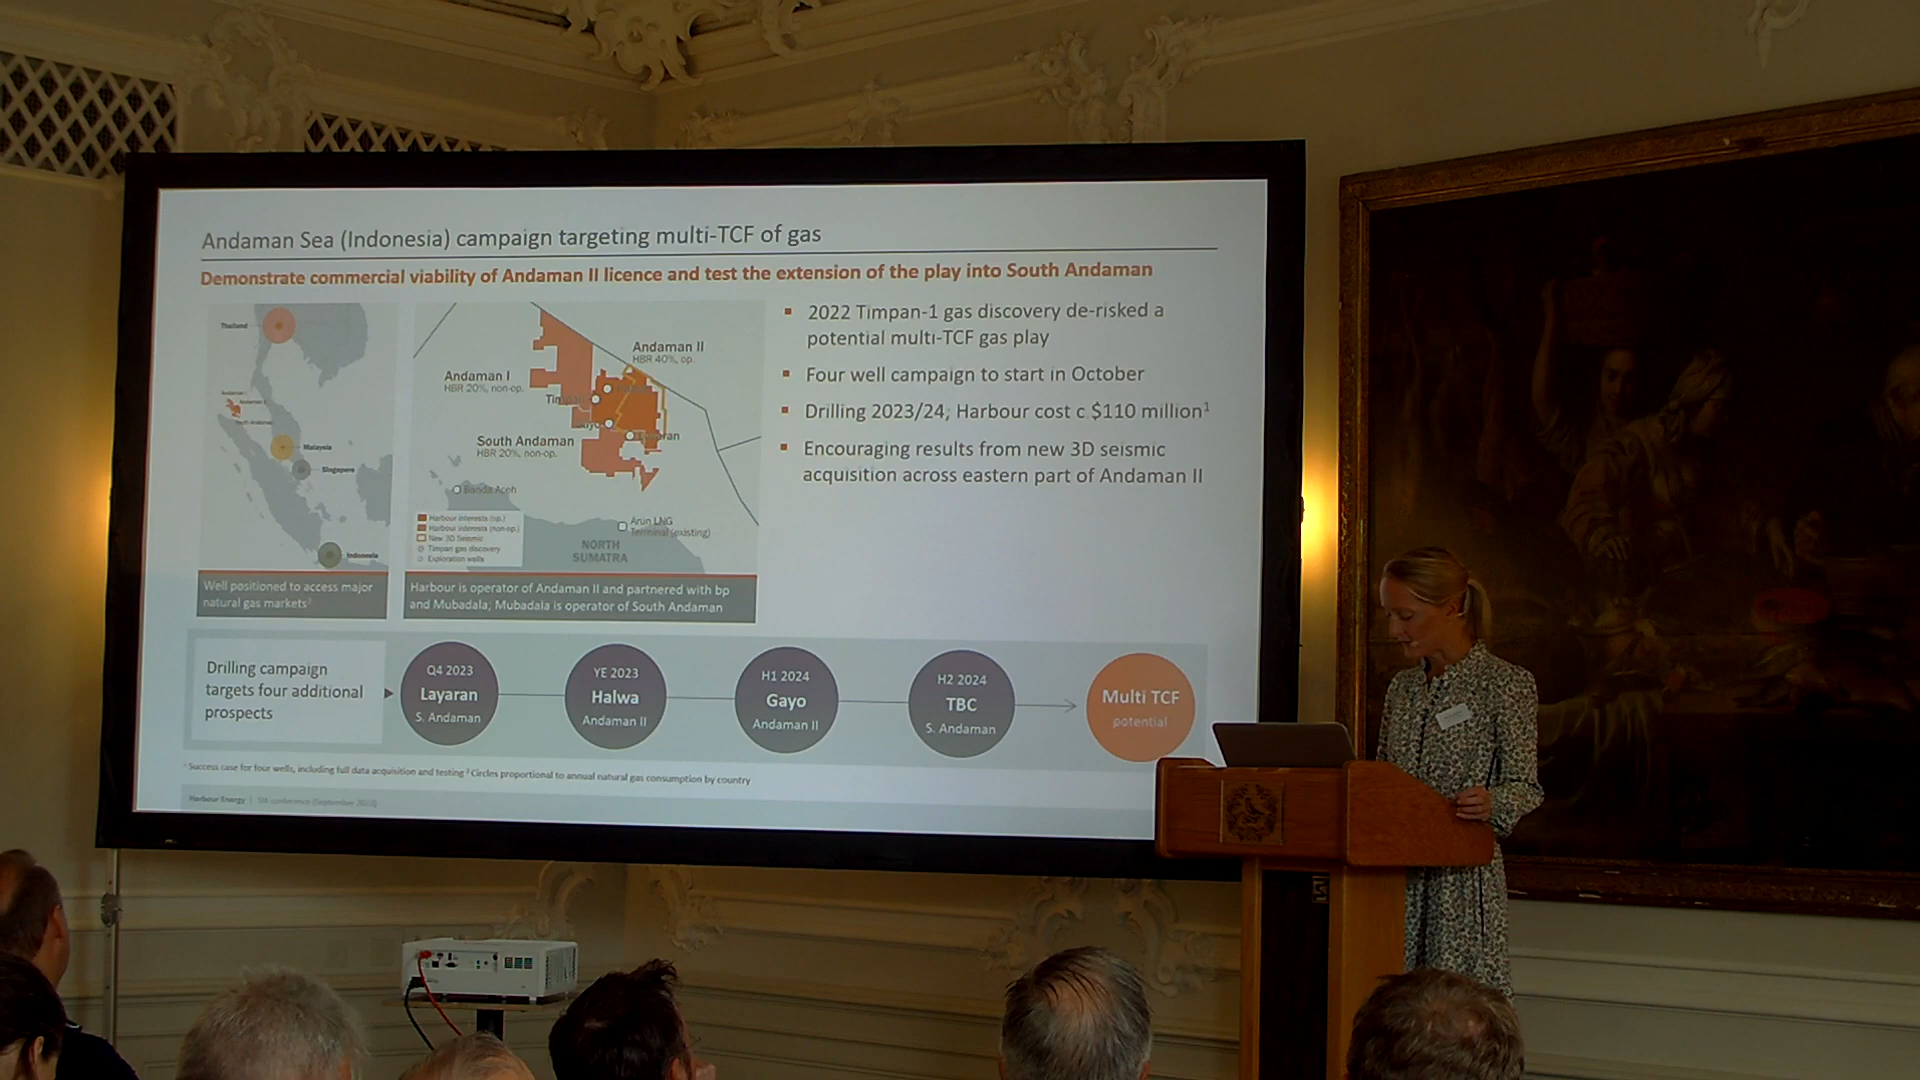 Andaman Sea (Indonesia) campaign targeting multi-TCF of gas
Demonstrate commercial viability of Andaman II licence and test the extension of the play into South Andaman
Thailand
Malaysia
Singapore
Indonesia
Well positioned to access major
natural gas markets²
Andaman II
HBR 40%, op.
Andaman I
HBR 20%, non-op.
South Andaman
HBR 20%, non-op.
Banda Aceh
Arun LNG
Terminal (existing)
NORTH
SUMATRA
Harbour interests (op.)
Harbour interests (non-op.)
New 3D Seismic
Timpan gas discovery
Exploration wells
Harbour is operator of Andaman II and partnered with bp
and Mubadala; Mubadala is operator of South Andaman
▪ 2022 Timpan-1 gas discovery de-risked a
potential multi-TCF gas play
▪ Four well campaign to start in October
▪ Drilling 2023/24; Harbour cost c $110 million¹
▪ Encouraging results from new 3D seismic
acquisition across eastern part of Andaman II
Drilling campaign
targets four additional
prospects
Q4 2023
Layaran
S. Andaman
YE 2023
Halwa
Andaman II
H1 2024
Gayo
Andaman II
H2 2024
TBC
S. Andaman
Multi TCF
potential
¹ Success case for four wells, including full data acquisition and testing ² Circles proportional to annual natural gas consumption by country
Harbour Energy | conference (September 2023)